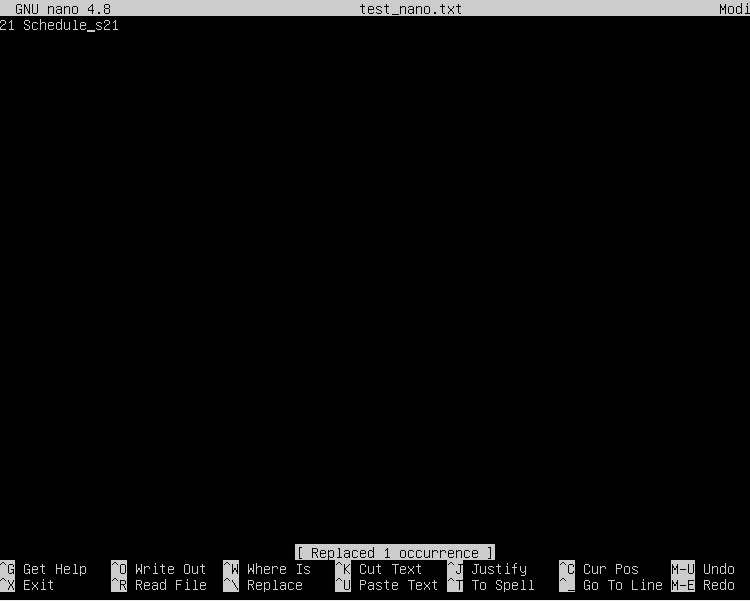 GNU nano 4.8 test_nano.txt Modi
21 Schedule_s21
[ Replaced 1 occurrence ]
^G Get Help ^O Write Out ^W Where Is ^K Cut Text ^J Justify ^C Cur Pos M-U Undo
^X Exit ^R Read File ^\ Replace ^U Paste Text ^T To Spell ^_ Go To Line M-E Redo